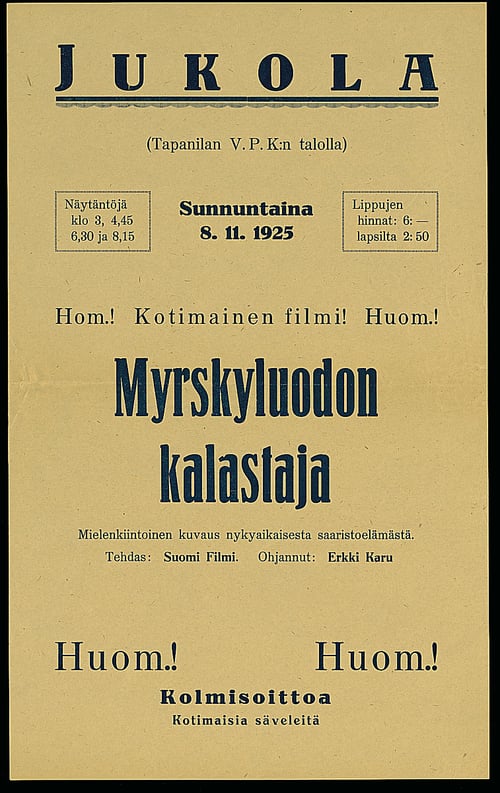 JUKOLA
(Tapanilan V. P. K:n talolla)
Näytäntöjä
klo 3, 4,45
6,30 ja 8,15
Sunnuntaina
8. 11. 1925
Lippujen
hinnat: 6: —
lapsilta 2: 50
Hom.! Kotimainen filmi! Huom.!
Myrskyluodon
kalastaja
Mielenkiintoinen kuvaus nykyaikaisesta saaristoelämästä.
Tehdas: Suomi Filmi. Ohjannut: Erkki Karu
Huom.! Huom.!
Kolmisoittoa
Kotimaisia säveleitä